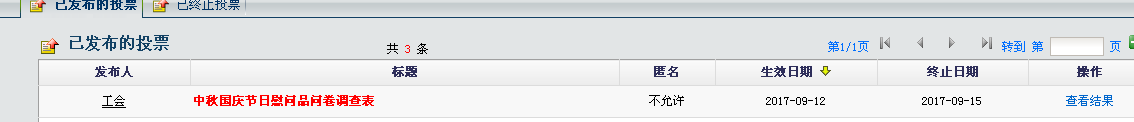 已发布的投票 已终止投票
已发布的投票 共 3 条 第1/1页 转到 第 页
发布人 标题 匿名 生效日期 终止日期 操作
工会 中秋国庆节日慰问品问卷调查表 不允许 2017-09-12 2017-09-15 查看结果